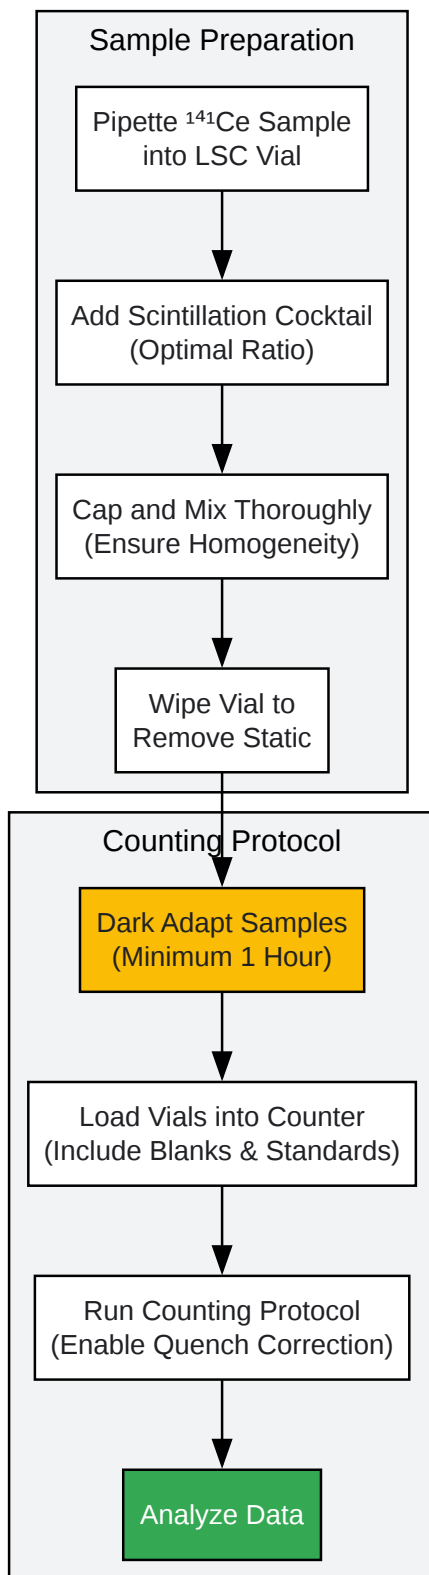 Sample Preparation
Pipette ¹⁴¹Ce Sample
into LSC Vial
Add Scintillation Cocktail
(Optimal Ratio)
Cap and Mix Thoroughly
(Ensure Homogeneity)
Wipe Vial to
Remove Static
Counting Protocol
Dark Adapt Samples
(Minimum 1 Hour)
Load Vials into Counter
(Include Blanks & Standards)
Run Counting Protocol
(Enable Quench Correction)
Analyze Data